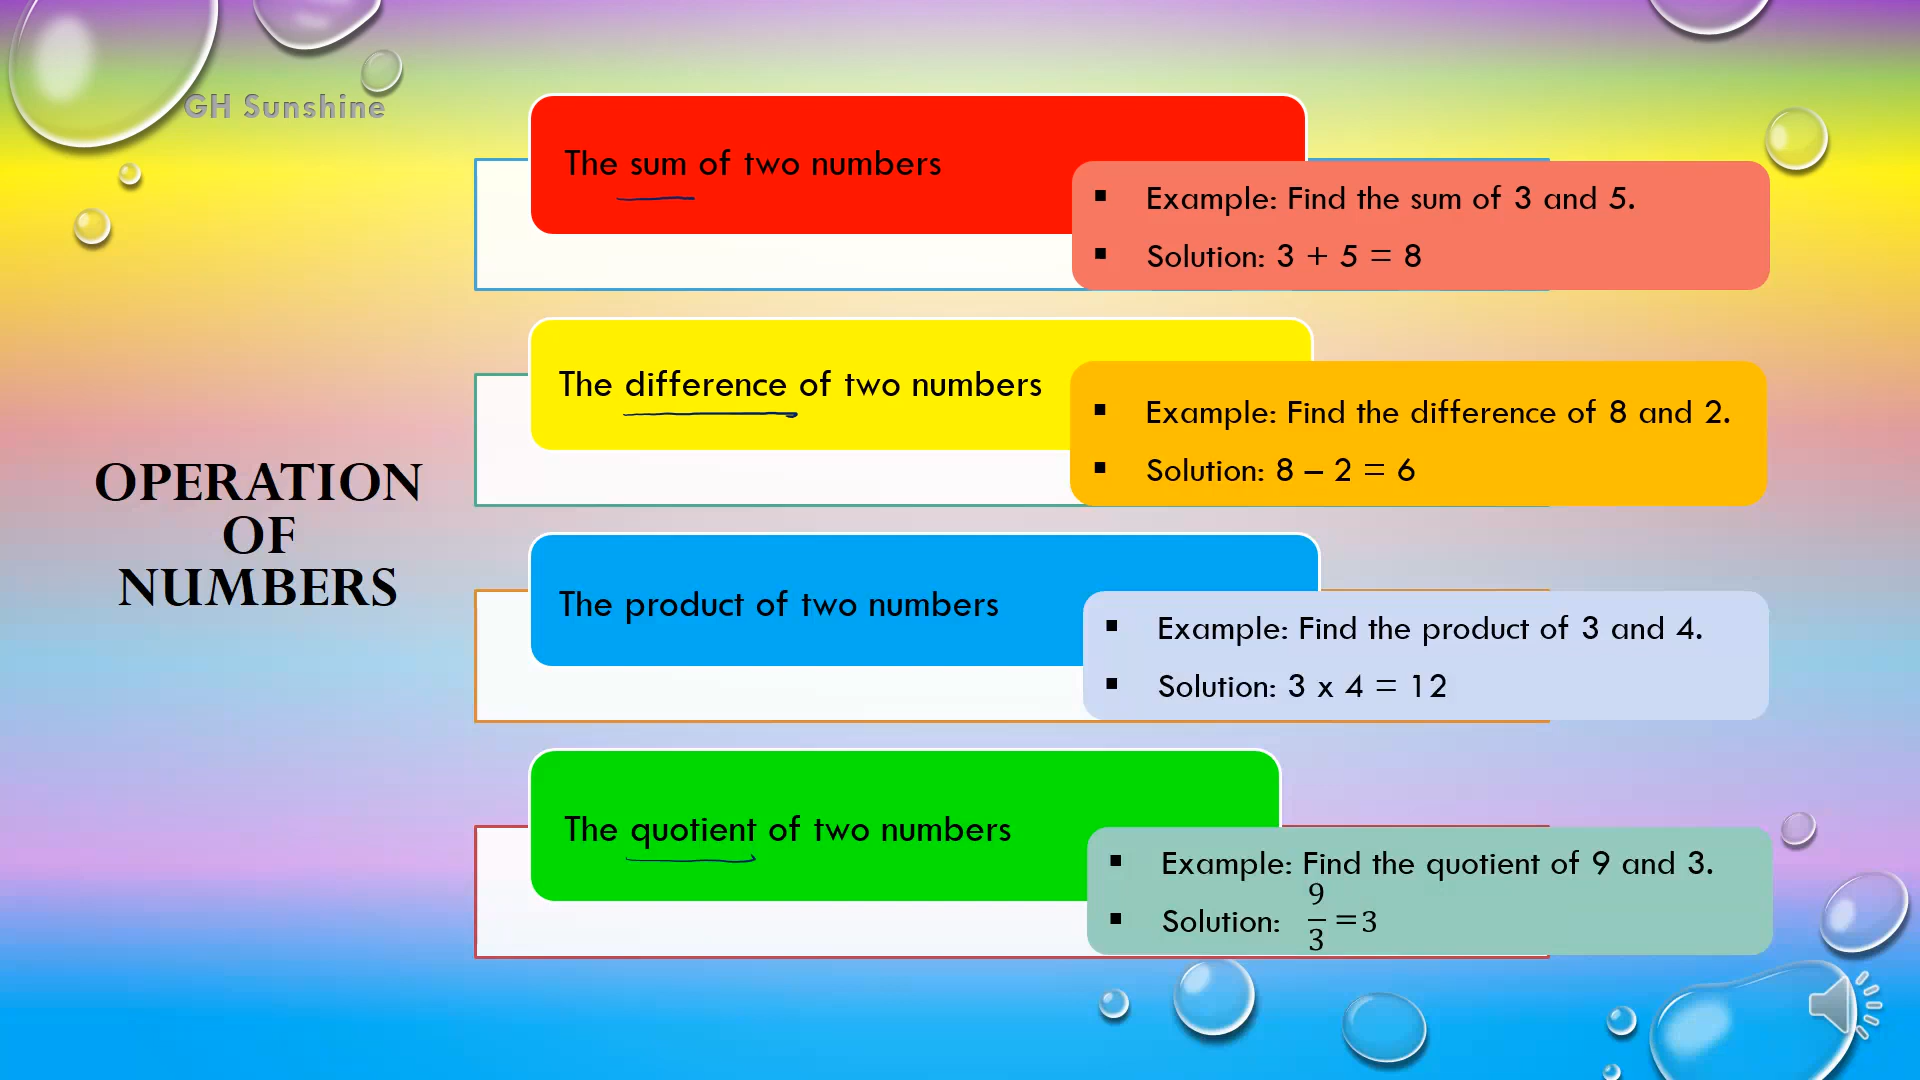 GH Sunshine
OPERATION
OF
NUMBERS
The sum of two numbers
▪ Example: Find the sum of 3 and 5.
▪ Solution: 3 + 5 = 8
The difference of two numbers
▪ Example: Find the difference of 8 and 2.
▪ Solution: 8 – 2 = 6
The product of two numbers
▪ Example: Find the product of 3 and 4.
▪ Solution: 3 x 4 = 12
The quotient of two numbers
▪ Example: Find the quotient of 9 and 3.
▪ Solution: 9/3 =3